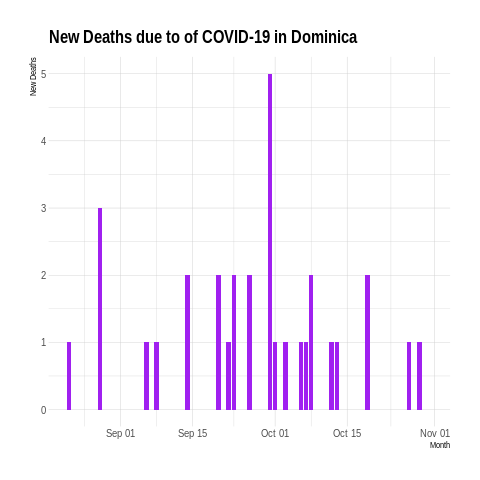 New Deaths due to of COVID-19 in Dominica
New Deaths
5
4
3
2
1
0
Sep 01
Sep 15
Oct 01
Oct 15
Nov 01
Month